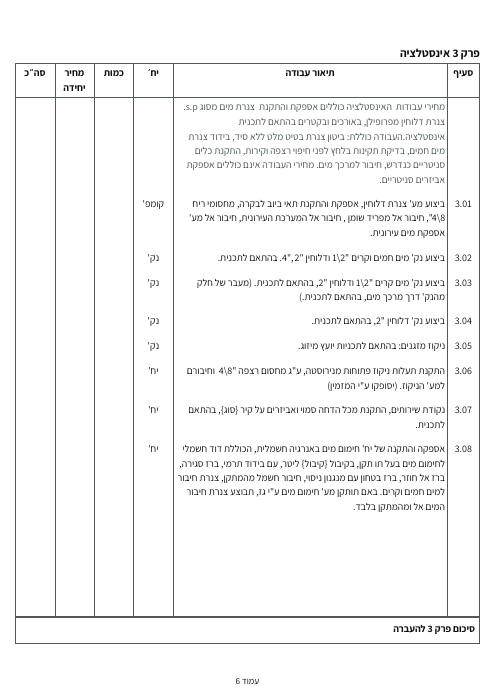 פרק 3 אינסטלציה
סעיף תיאור עבודה יח׳ כמות מחיר יחידה סה״כ
מחירי עבודות האינסטלציה כוללים אספקת והתקנת צנרת מים מסוג s.p.
צנרת דלוחין מפרופילן, באורכים ובקטרים בהתאם לתכנית
אינסטלציה.העבודה כוללת: ביטון צנרת בטיט מלט ללא סיד, בידוד צנרת
מים חמים, בדיקת תקינות בלחץ לפני חיפוי רצפה וקירות, התקנת כלים
סניטריים כנדרש, חיבור למרכך מים. מחירי העבודה אינם כוללים אספקת
אביזרים סניטריים.
3.01 ביצוע מע׳ צנרת דלוחין, אספקת והתקנת תאי ביוב לבקרה, מחסומי ריח קומפ׳
8\4", חיבור אל מפריד שומן , חיבור אל המערכת העירונית, חיבור אל מע׳
אספקת מים עירונית.
3.02 ביצוע נק׳ מים חמים וקרים "2\1 ודלוחין "2 ,"4. בהתאם לתכנית. נק׳
3.03 ביצוע נק׳ מים קרים "2\1 ודלוחין "2, בהתאם לתכנית. (מעבר של חלק נק׳
מהנק׳ דרך מרכך מים, בהתאם לתכנית.)
3.04 ביצוע נק׳ דלוחין "2, בהתאם לתכנית. נק׳
3.05 ניקוז מזגנים: בהתאם לתכניות יועץ מיזוג. נק׳
3.06 התקנת תעלות ניקוז פתוחות מנירוסטה, ע״ג מחסום רצפה "8\4 וחיבורם יח׳
למע׳ הניקוז. (יסופקו ע״י המזמין)
3.07 נקודת שירותים, התקנת מכל הדחה סמוי ואביזרים על קיר {סוג}, בהתאם יח׳
לתכנית.
3.08 אספקה והתקנה של יח׳ חימום מים באנרגיה חשמלית, הכוללת דוד חשמלי יח׳
לחימום מים בעל תו תקן, בקיבול {קיבול} ליטר, עם בידוד תרמי, ברז סגירה,
ברז אל חוזר, ברז בטחון עם מנגנון ניסוי, חיבור חשמל מהמתקן, צנרת חיבור
למים חמים וקרים. באם תותקן מע׳ חימום מים ע״י גז, תבוצע צנרת חיבור
המים אל ומהמתקן בלבד.
סיכום פרק 3 להעברה
עמוד 6